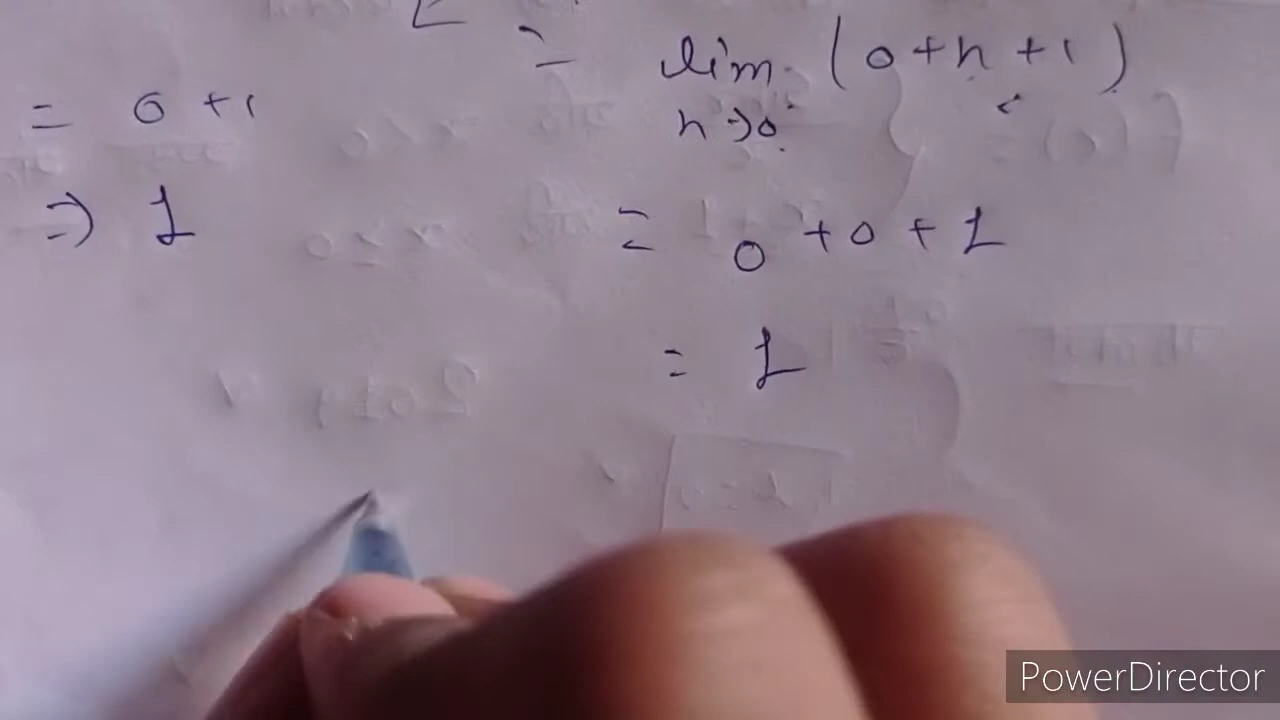 = 0 + 1
⇒ 1
= lim (0 + h + 1)
h → 0
= 0 + 0 + 1
= 1
PowerDirector